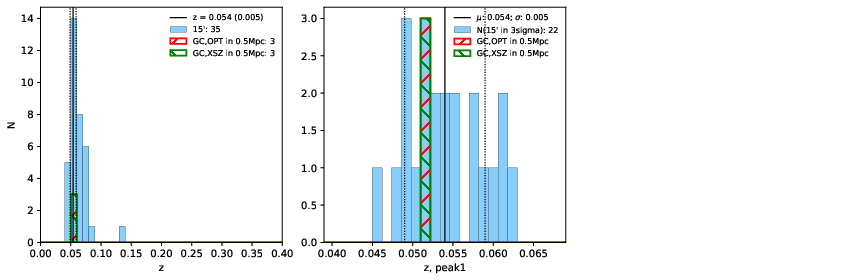 z = 0.054 (0.005)
15': 35
GC,OPT in 0.5Mpc: 3
GC,XSZ in 0.5Mpc: 3
14
12
10
8
6
4
2
0
N
0.00 0.05 0.10 0.15 0.20 0.25 0.30 0.35 0.40
z
μ: 0.054; σ: 0.005
N(15' in 3sigma): 22
GC,OPT in 0.5Mpc
GC,XSZ in 0.5Mpc
3.0
2.5
2.0
1.5
1.0
0.5
0.0
0.040 0.045 0.050 0.055 0.060 0.065
z, peak1